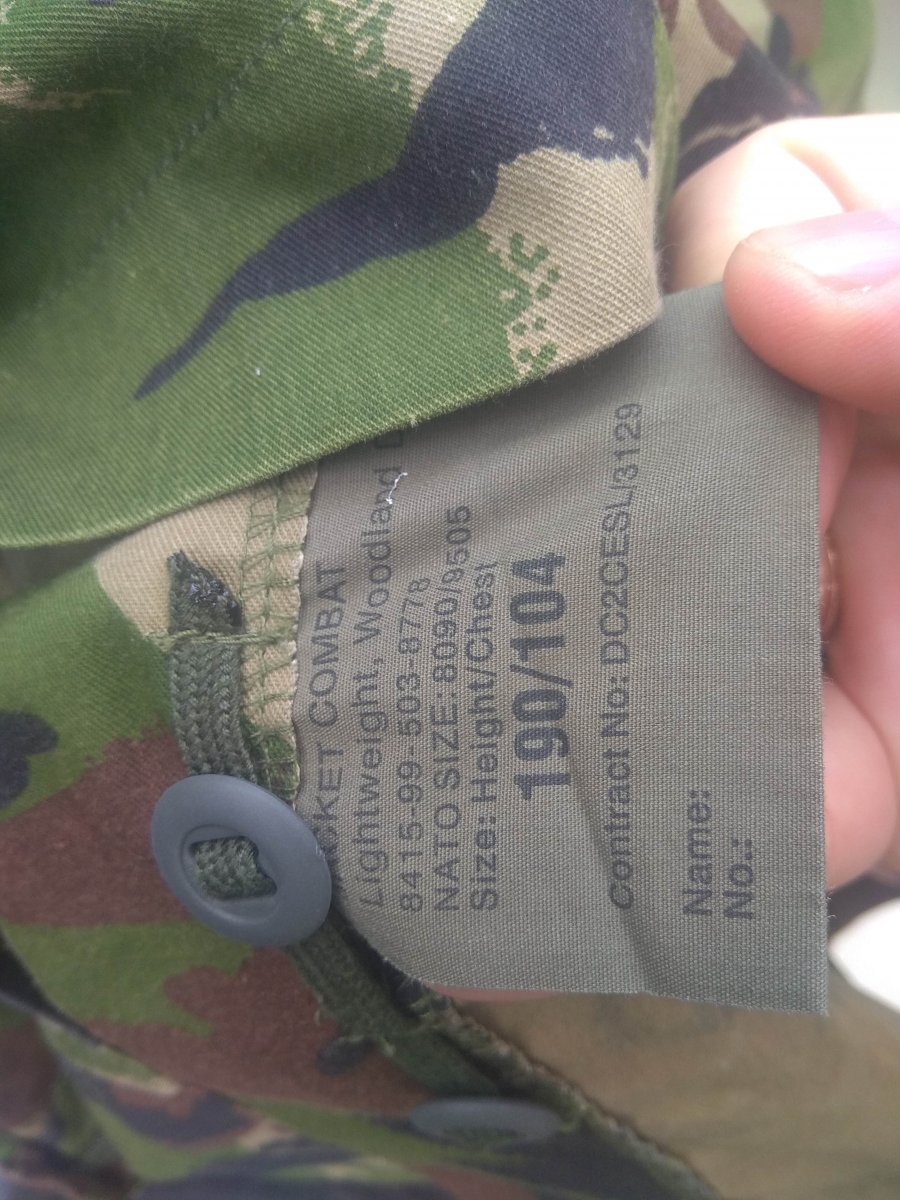 CKET COMBAT
Lightweight, Woodland D
8415-99-503-8778
NATO SIZE: 8090/9505
Size: Height/Chest
190/104
Contract No: DC2CESL/3129
Name:
No.: